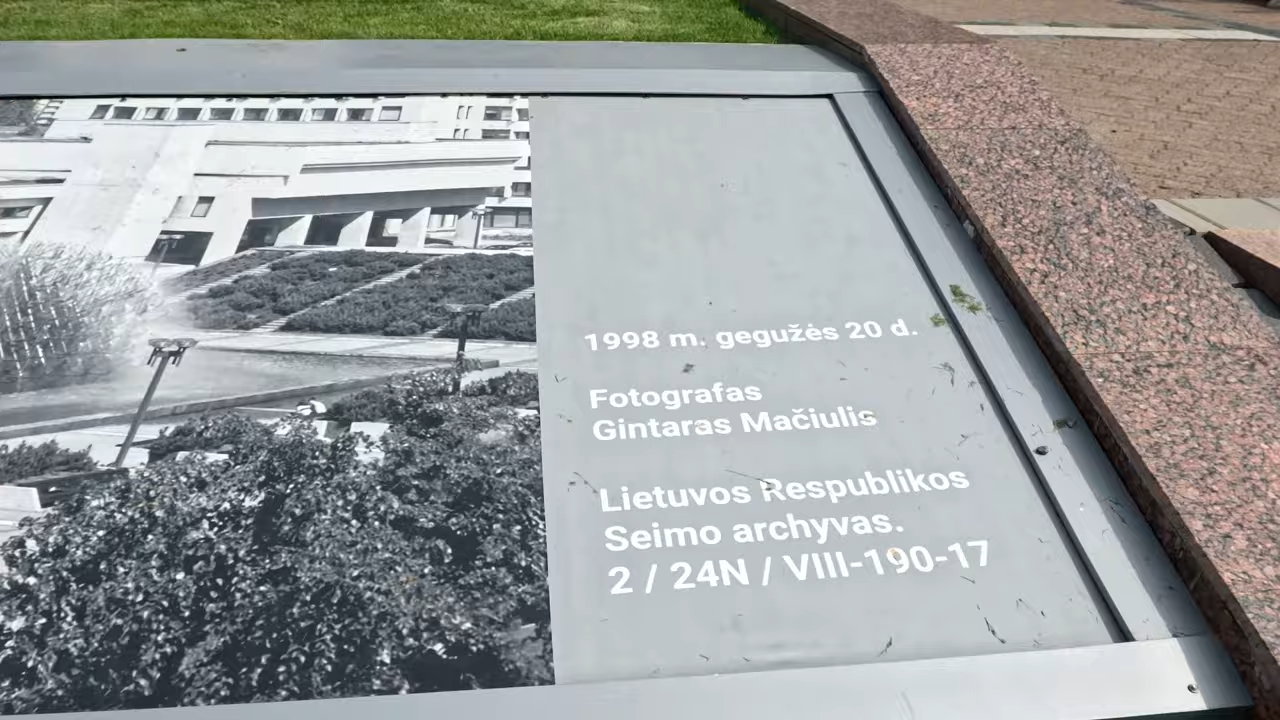 1998 m. gegužės 20 d.
Fotografas
Gintaras Mačiulis
Lietuvos Respublikos
Seimo archyvas.
2 / 24N / VIII-190-17